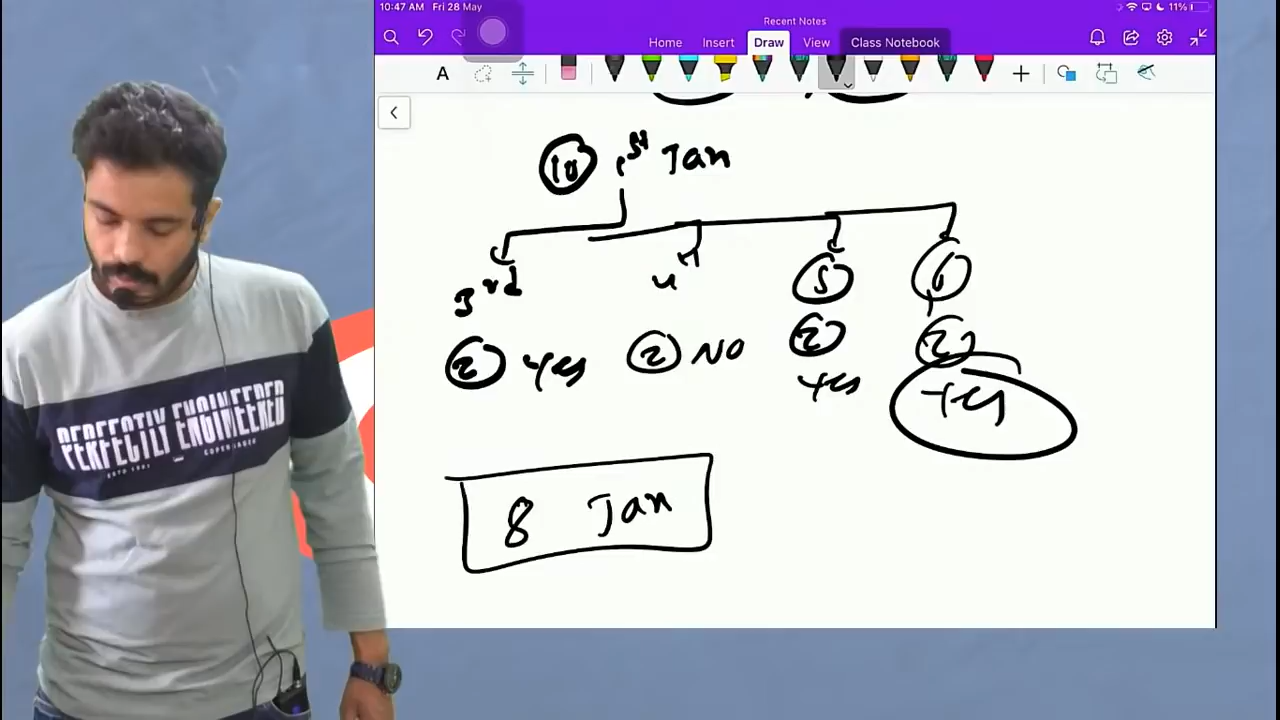 10:47 AM Fri 28 May
11%
Recent Notes
Home Insert Draw View Class Notebook
A
10 1st Jan
3rd 4th 5 6
2 Yes 2 NO 2 2
Yes Yes
8 Jan
PERFECTLY ENGINEERED